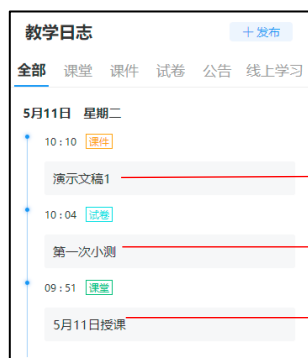 教学日志 ＋发布
全部 课堂 课件 试卷 公告 线上学习
5月11日 星期二
10:10 课件
演示文稿1
10:04 试卷
第一次小测
09:51 课堂
5月11日授课